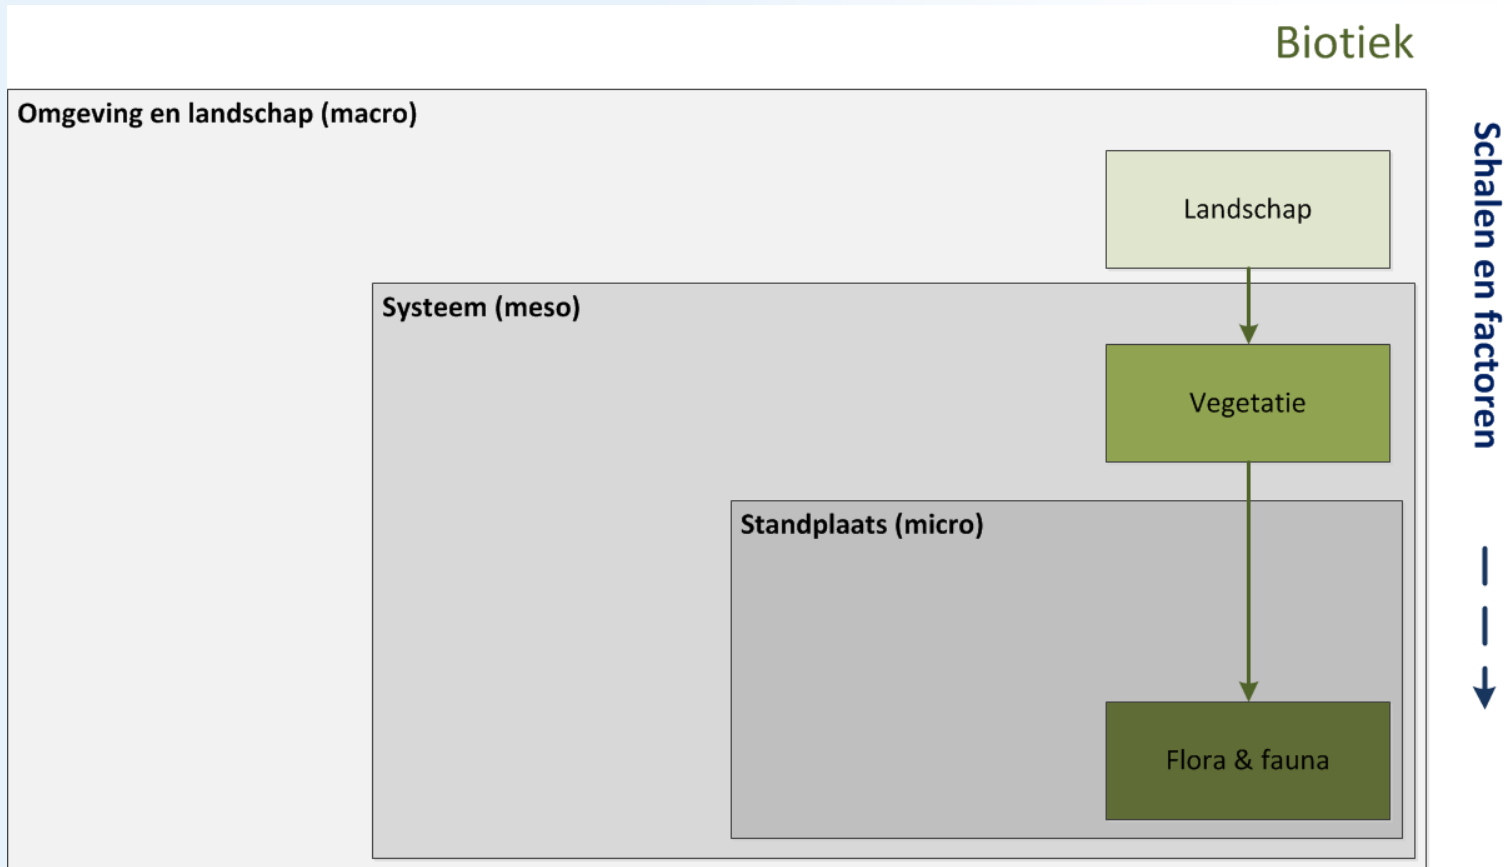 Biotiek
Omgeving en landschap (macro)
Landschap
Schalen en factoren
Systeem (meso)
Vegetatie
Standplaats (micro)
Flora & fauna